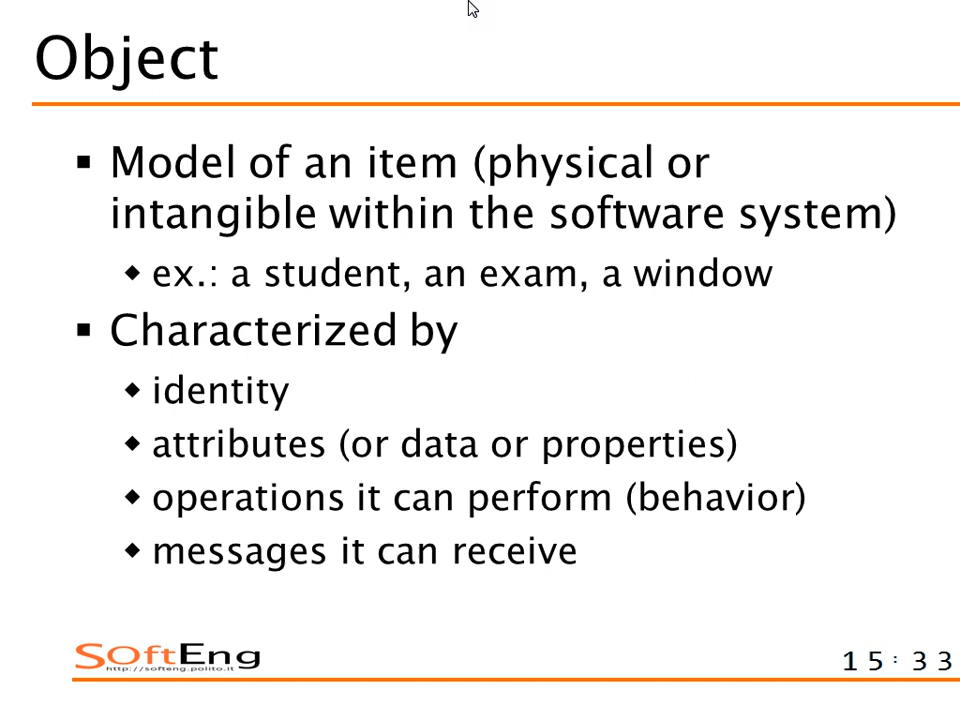 Object
▪ Model of an item (physical or
intangible within the software system)
◆ ex.: a student, an exam, a window
▪ Characterized by
◆ identity
◆ attributes (or data or properties)
◆ operations it can perform (behavior)
◆ messages it can receive
SOftEng
http://softeng.polito.it
15:33